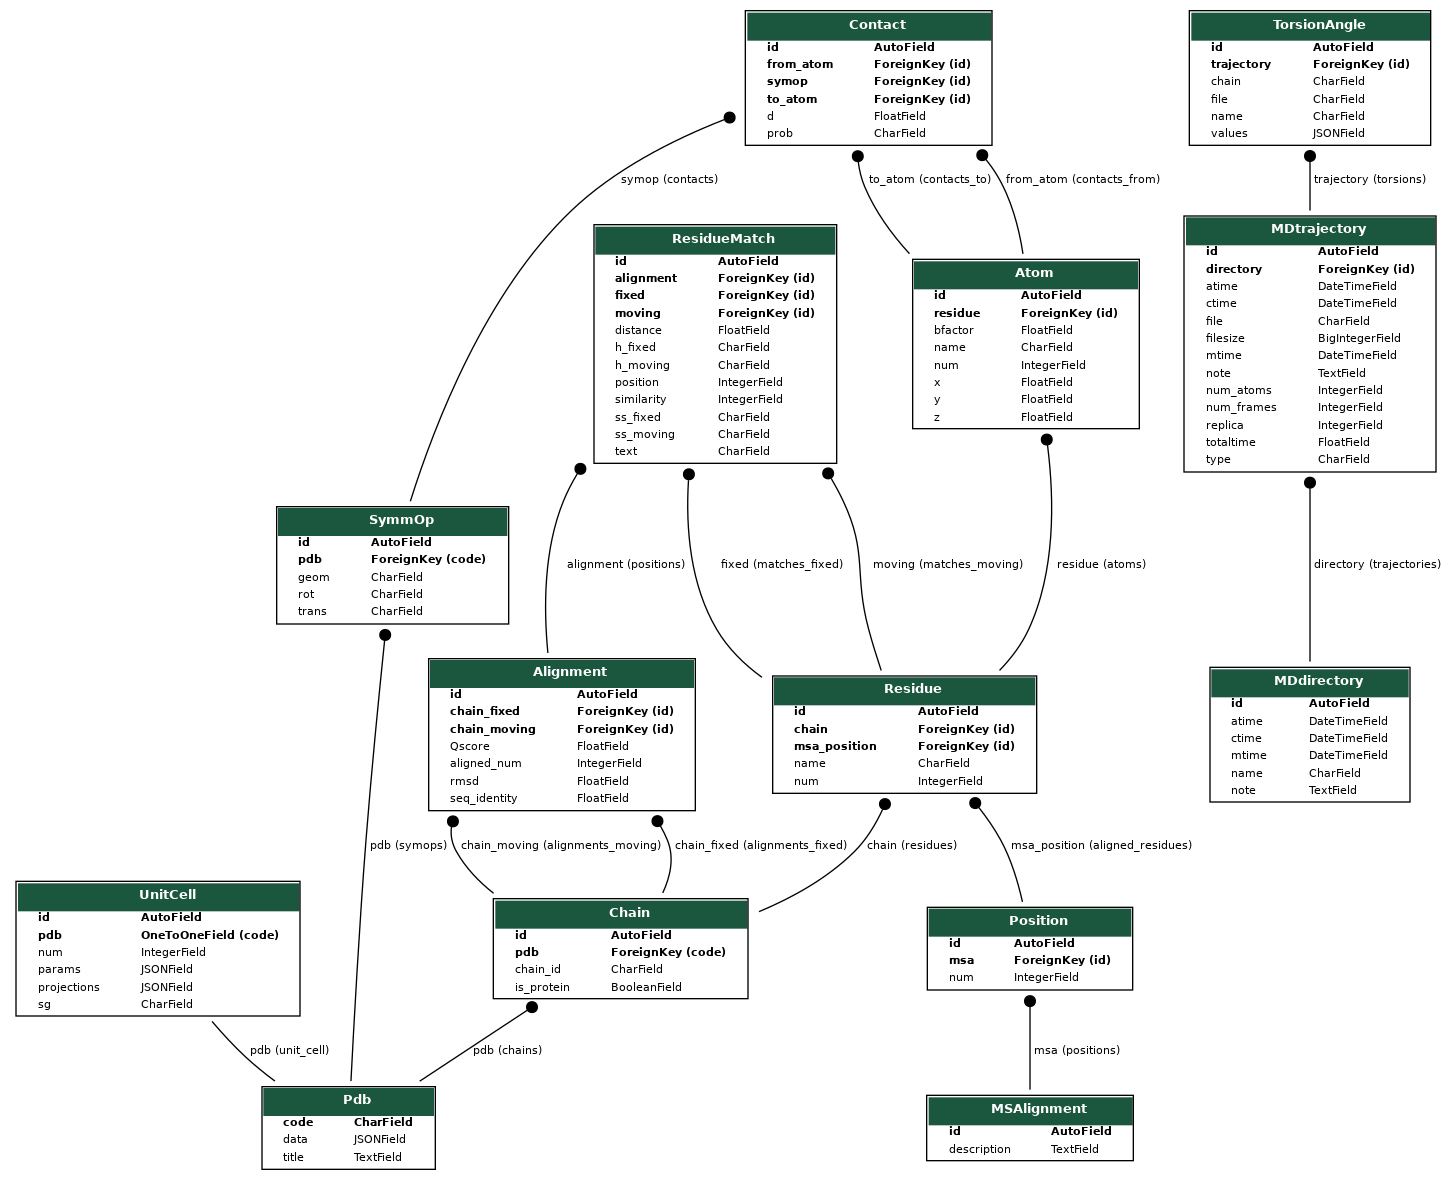 Contact
id AutoField
from_atom ForeignKey (id)
symop ForeignKey (id)
to_atom ForeignKey (id)
d FloatField
prob CharField
TorsionAngle
id AutoField
trajectory ForeignKey (id)
chain CharField
file CharField
name CharField
values JSONField
symop (contacts)
to_atom (contacts_to)
from_atom (contacts_from)
trajectory (torsions)
ResidueMatch
id AutoField
alignment ForeignKey (id)
fixed ForeignKey (id)
moving ForeignKey (id)
distance FloatField
h_fixed CharField
h_moving CharField
position IntegerField
similarity IntegerField
ss_fixed CharField
ss_moving CharField
text CharField
Atom
id AutoField
residue ForeignKey (id)
bfactor FloatField
name CharField
num IntegerField
x FloatField
y FloatField
z FloatField
MDtrajectory
id AutoField
directory ForeignKey (id)
atime DateTimeField
ctime DateTimeField
file CharField
filesize BigIntegerField
mtime DateTimeField
note TextField
num_atoms IntegerField
num_frames IntegerField
replica IntegerField
totaltime FloatField
type CharField
SymmOp
id AutoField
pdb ForeignKey (code)
geom CharField
rot CharField
trans CharField
alignment (positions)
fixed (matches_fixed)
moving (matches_moving)
residue (atoms)
directory (trajectories)
Alignment
id AutoField
chain_fixed ForeignKey (id)
chain_moving ForeignKey (id)
Qscore FloatField
aligned_num IntegerField
rmsd FloatField
seq_identity FloatField
Residue
id AutoField
chain ForeignKey (id)
msa_position ForeignKey (id)
name CharField
num IntegerField
MDdirectory
id AutoField
atime DateTimeField
ctime DateTimeField
mtime DateTimeField
name CharField
note TextField
pdb (symops)
chain_moving (alignments_moving)
chain_fixed (alignments_fixed)
chain (residues)
msa_position (aligned_residues)
UnitCell
id AutoField
pdb OneToOneField (code)
num IntegerField
params JSONField
projections JSONField
sg CharField
Chain
id AutoField
pdb ForeignKey (code)
chain_id CharField
is_protein BooleanField
Position
id AutoField
msa ForeignKey (id)
num IntegerField
pdb (unit_cell)
pdb (chains)
msa (positions)
Pdb
code CharField
data JSONField
title TextField
MSAlignment
id AutoField
description TextField